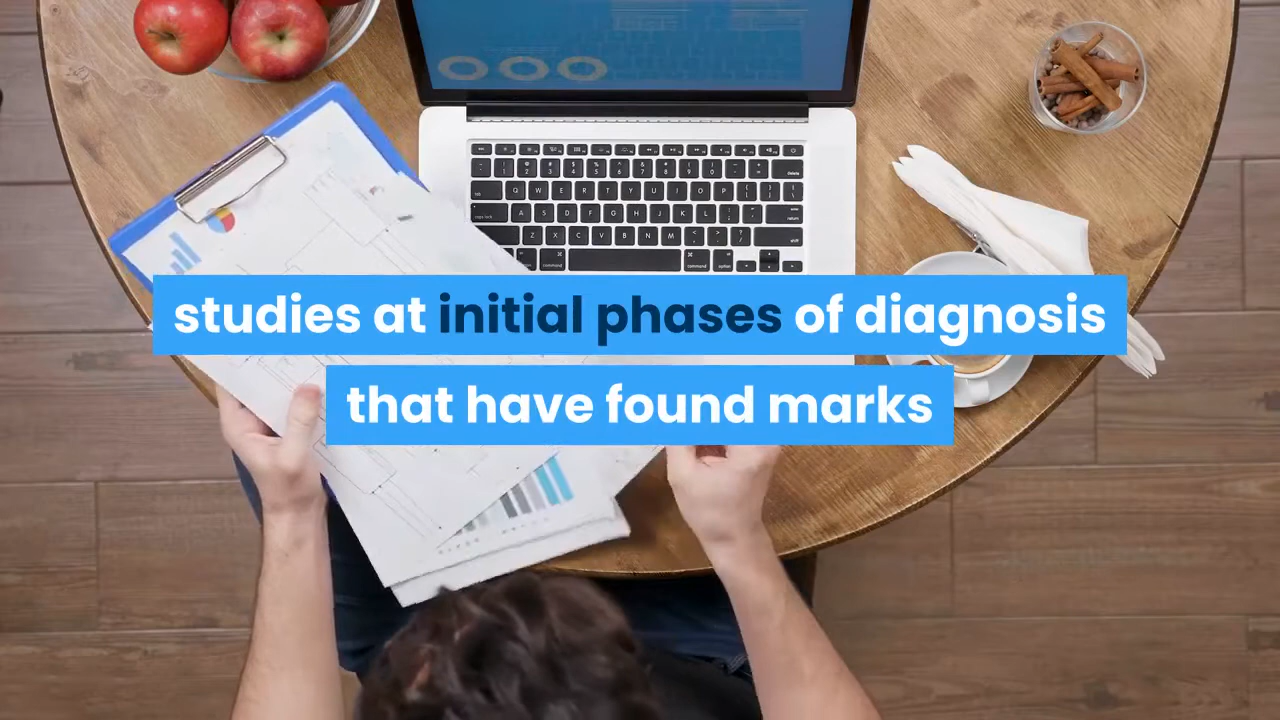 studies at initial phases of diagnosis
that have found marks